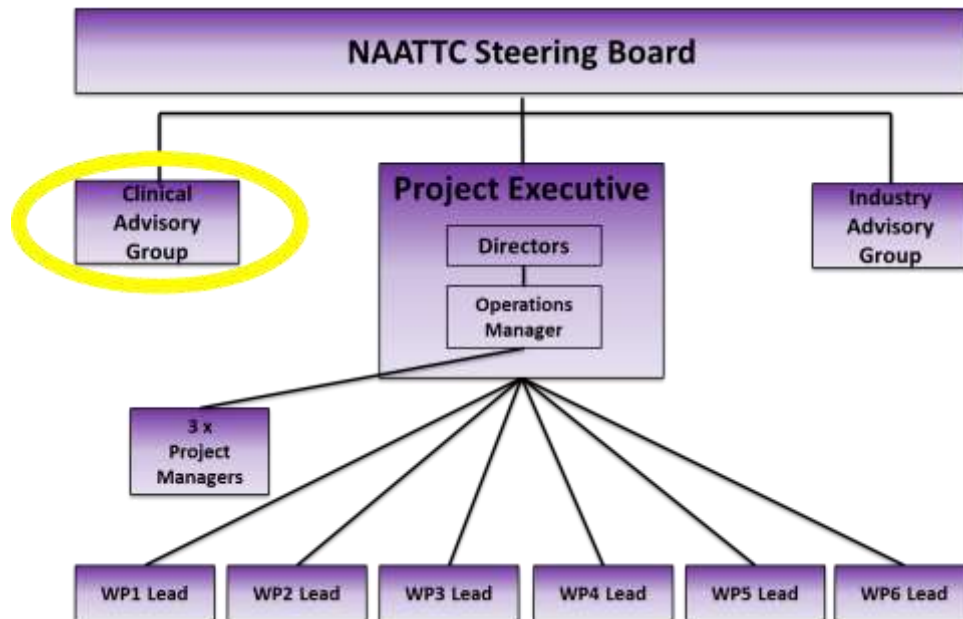 NAATTC Steering Board
Clinical
Advisory
Group
Project Executive
Directors
Operations
Manager
Industry
Advisory
Group
3 x
Project
Managers
WP1 Lead
WP2 Lead
WP3 Lead
WP4 Lead
WP5 Lead
WP6 Lead